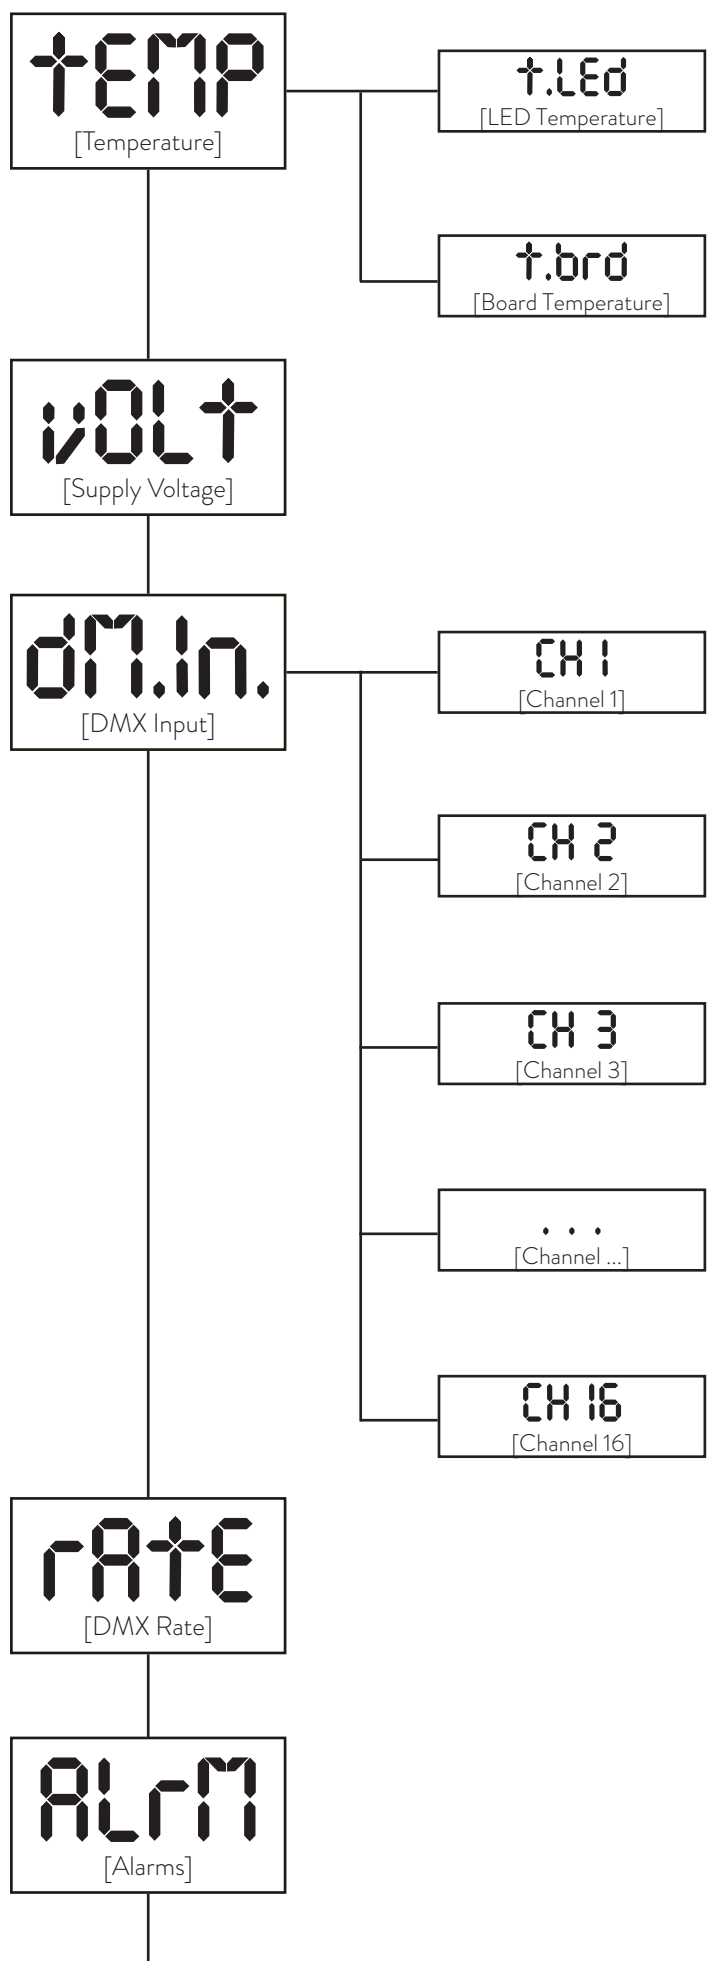 tEMP
[Temperature]
t.LEd
[LED Temperature]
t.brd
[Board Temperature]
vOLt
[Supply Voltage]
dM.In.
[DMX Input]
CH 1
[Channel 1]
CH 2
[Channel 2]
CH 3
[Channel 3]
. . .
[Channel ...]
CH 16
[Channel 16]
rAtE
[DMX Rate]
ALrM
[Alarms]